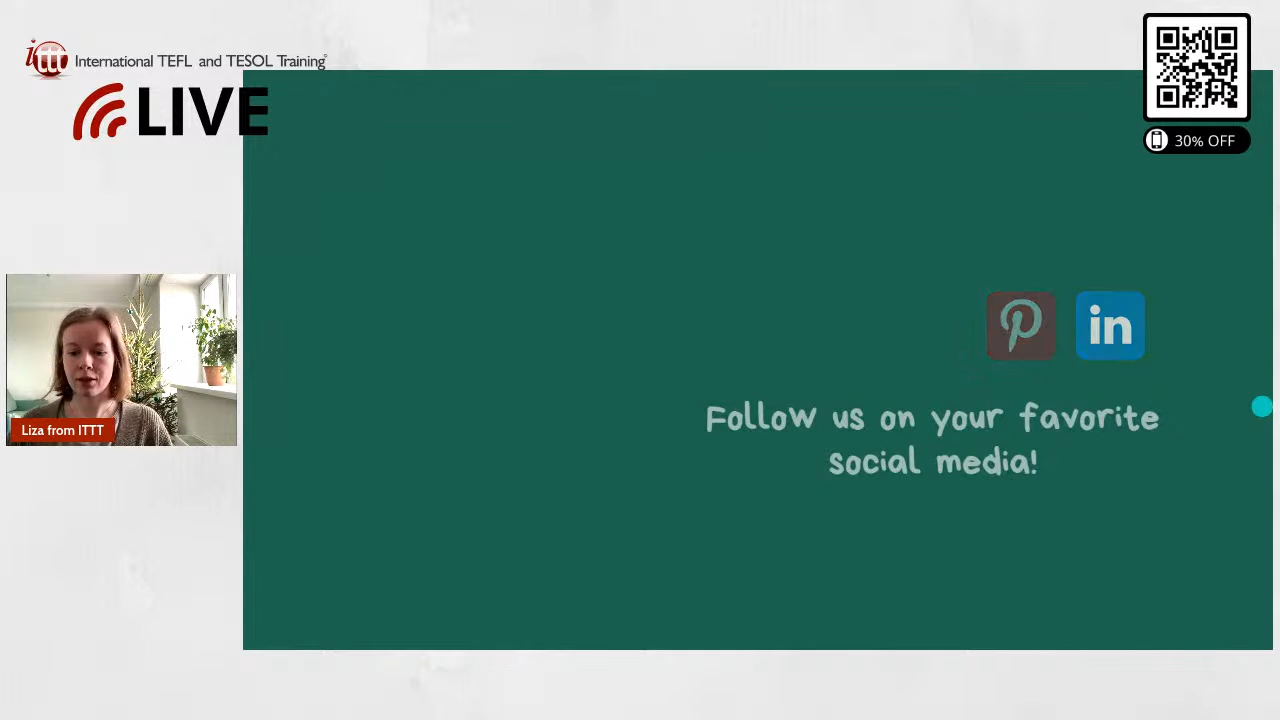 ittt International TEFL and TESOL Training
LIVE
30% OFF
in
Follow us on your favorite
social media!
Liza from ITTT